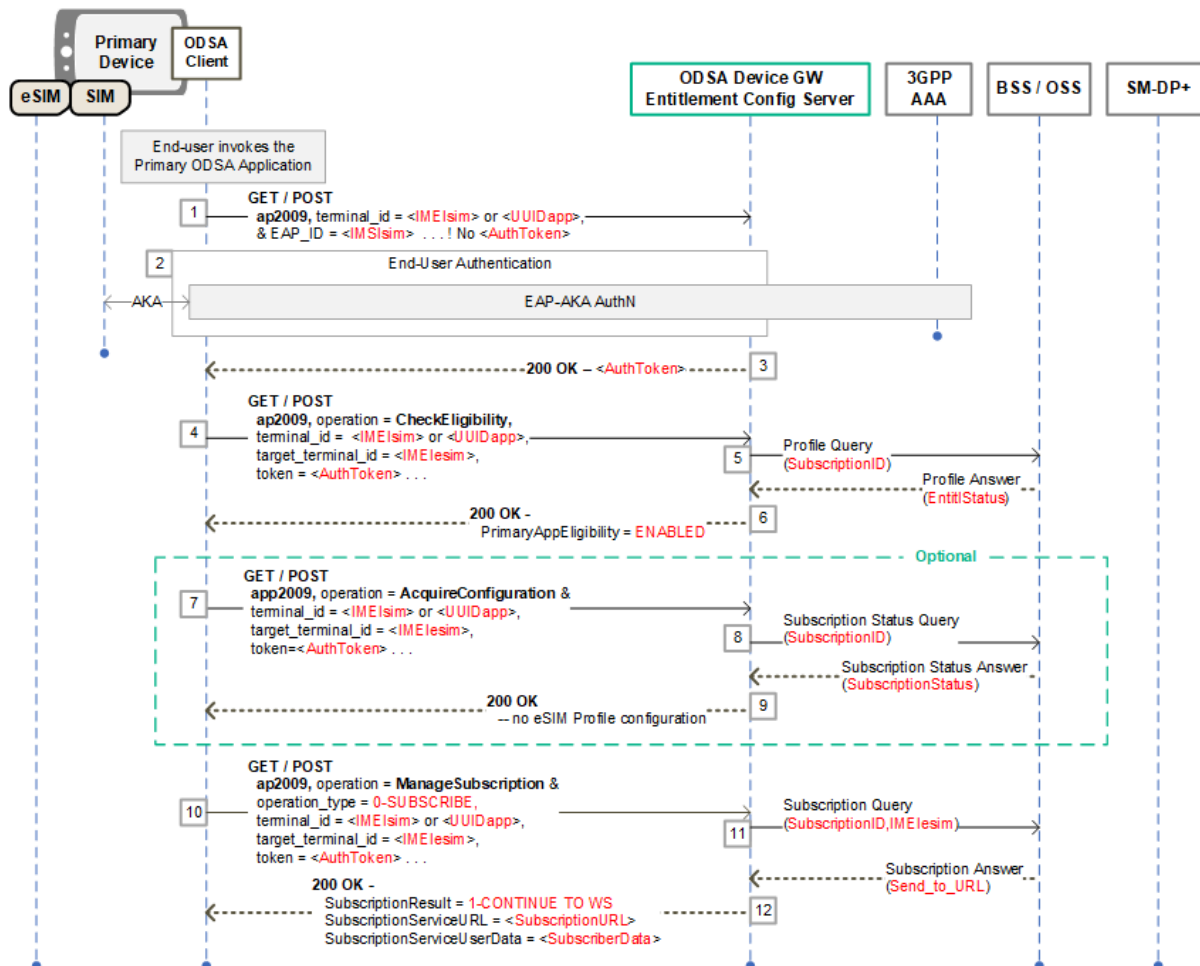 Primary
Device
ODSA
Client
eSIM
SIM
ODSA Device GW
Entitlement Config Server
3GPP
AAA
BSS / OSS
SM-DP+
End-user invokes the
Primary ODSA Application
1
GET / POST
ap2009, terminal_id = <IMEIsim> or <UUIDapp>,
& EAP_ID = <IMSIsim> . . . ! No <AuthToken>
2
End-User Authentication
AKA
EAP-AKA AuthN
3
200 OK – <AuthToken>
4
GET / POST
ap2009, operation = CheckEligibility,
terminal_id = <IMEIsim> or <UUIDapp>,
target_terminal_id = <IMEIesim>,
token = <AuthToken> . . .
5
Profile Query
(SubscriptionID)
Profile Answer
(EntitlStatus)
6
200 OK -
PrimaryAppEligibility = ENABLED
Optional
7
GET / POST
app2009, operation = AcquireConfiguration &
terminal_id = <IMEIsim> or <UUIDapp>,
target_terminal_id = <IMEIesim>,
token=<AuthToken> . . .
8
Subscription Status Query
(SubscriptionID)
Subscription Status Answer
(SubscriptionStatus)
9
200 OK
-- no eSIM Profile configuration
10
GET / POST
ap2009, operation = ManageSubscription &
operation_type = 0-SUBSCRIBE,
terminal_id = <IMEIsim> or <UUIDapp>,
target_terminal_id = <IMEIesim>,
token = <AuthToken> . . .
11
Subscription Query
(SubscriptionID,IMEIesim)
Subscription Answer
(Send_to_URL)
12
200 OK -
SubscriptionResult = 1-CONTINUE TO WS
SubscriptionServiceURL = <SubscriptionURL>
SubscriptionServiceUserData = <SubscriberData>